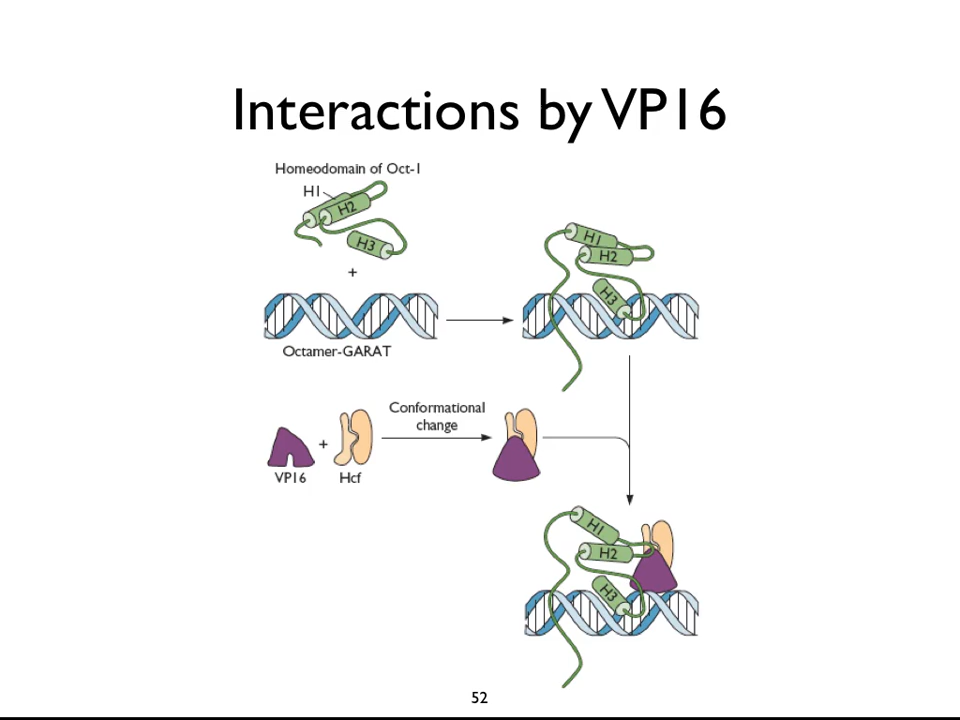 Interactions by VP16
Homeodomain of Oct-1
H1
H2
H3
+
Octamer-GARAT
H1
H2
H3
Conformational
change
+
VP16
Hcf
H1
H2
H3
52